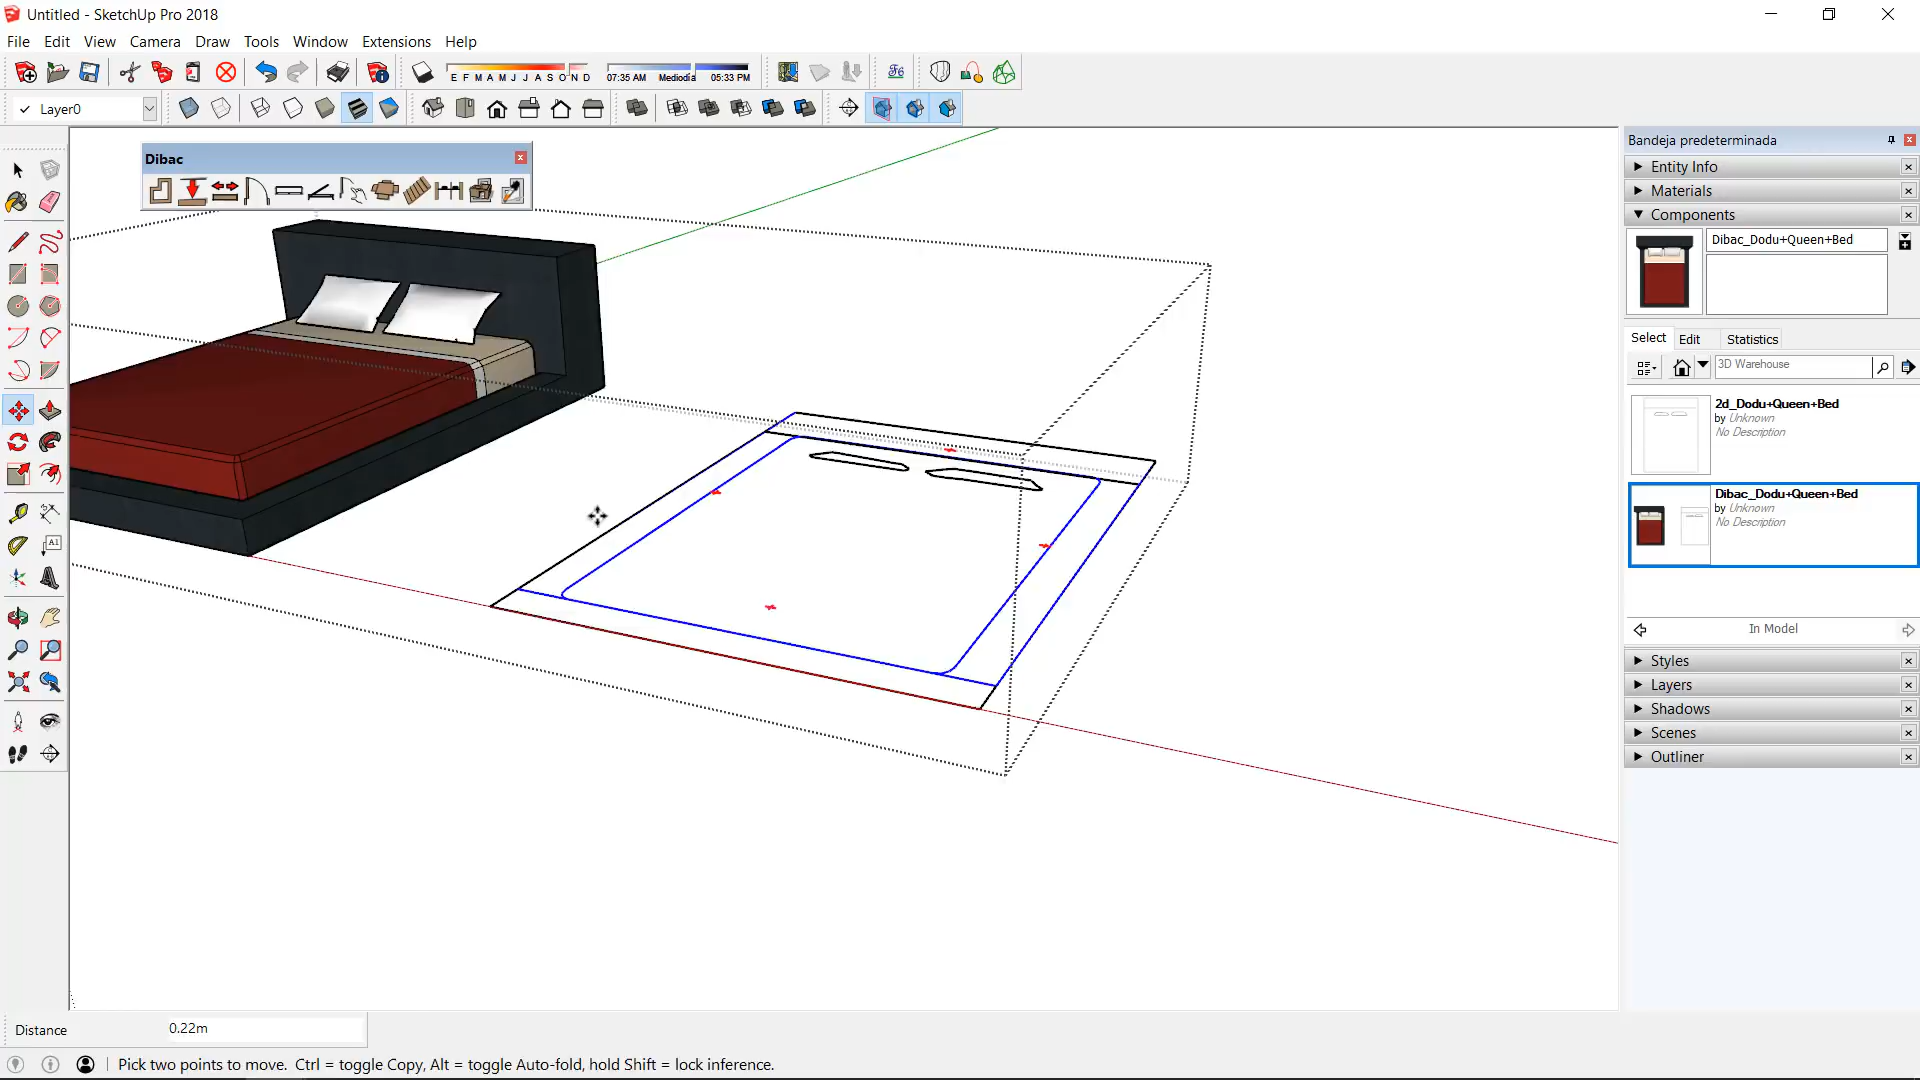 Untitled - SketchUp Pro 2018
File Edit View Camera Draw Tools Window Extensions Help
E F M A M J J A S O N D
07:35 AM Mediodía 05:33 PM
Layer0
Dibac
Bandeja predeterminada
Entity Info
Materials
Components
Dibac_Dodu+Queen+Bed
Select Edit Statistics
3D Warehouse
2d_Dodu+Queen+Bed
by Unknown
No Description
Dibac_Dodu+Queen+Bed
by Unknown
No Description
In Model
Styles
Layers
Shadows
Scenes
Outliner
Distance 0.22m
Pick two points to move. Ctrl = toggle Copy, Alt = toggle Auto-fold, hold Shift = lock inference.